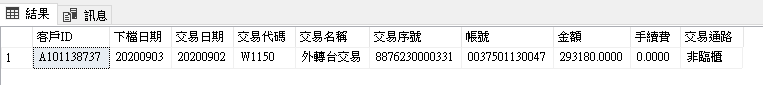 結果 訊息
客戶ID 下檔日期 交易日期 交易代碼 交易名稱 交易序號 帳號 金額 手續費 交易通路
1 A101138737 20200903 20200902 W1150 外轉台交易 8876230000331 0037501130047 293180.0000 0.0000 非臨櫃